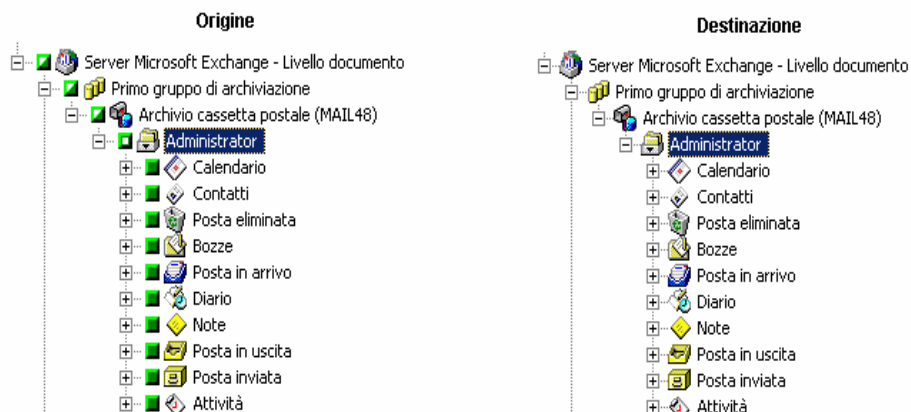 Origine
Server Microsoft Exchange - Livello documento
Primo gruppo di archiviazione
Archivio cassetta postale (MAIL48)
Administrator
Calendario
Contatti
Posta eliminata
Bozze
Posta in arrivo
Diario
Note
Posta in uscita
Posta inviata
Attività
Destinazione
Server Microsoft Exchange - Livello documento
Primo gruppo di archiviazione
Archivio cassetta postale (MAIL48)
Administrator
Calendario
Contatti
Posta eliminata
Bozze
Posta in arrivo
Diario
Note
Posta in uscita
Posta inviata
Attività